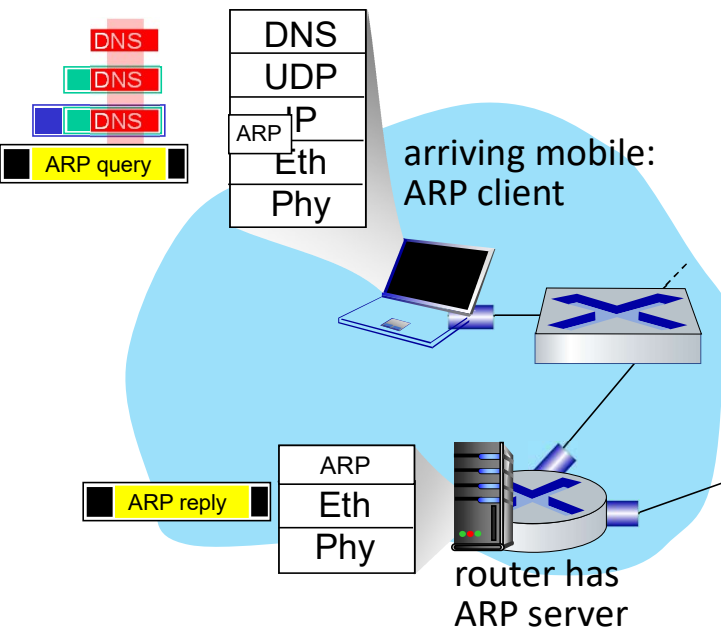 DNS
DNS
DNS
ARP query
DNS
UDP
IP
ARP
Eth
Phy
arriving mobile:
ARP client
ARP reply
ARP
Eth
Phy
router has
ARP server